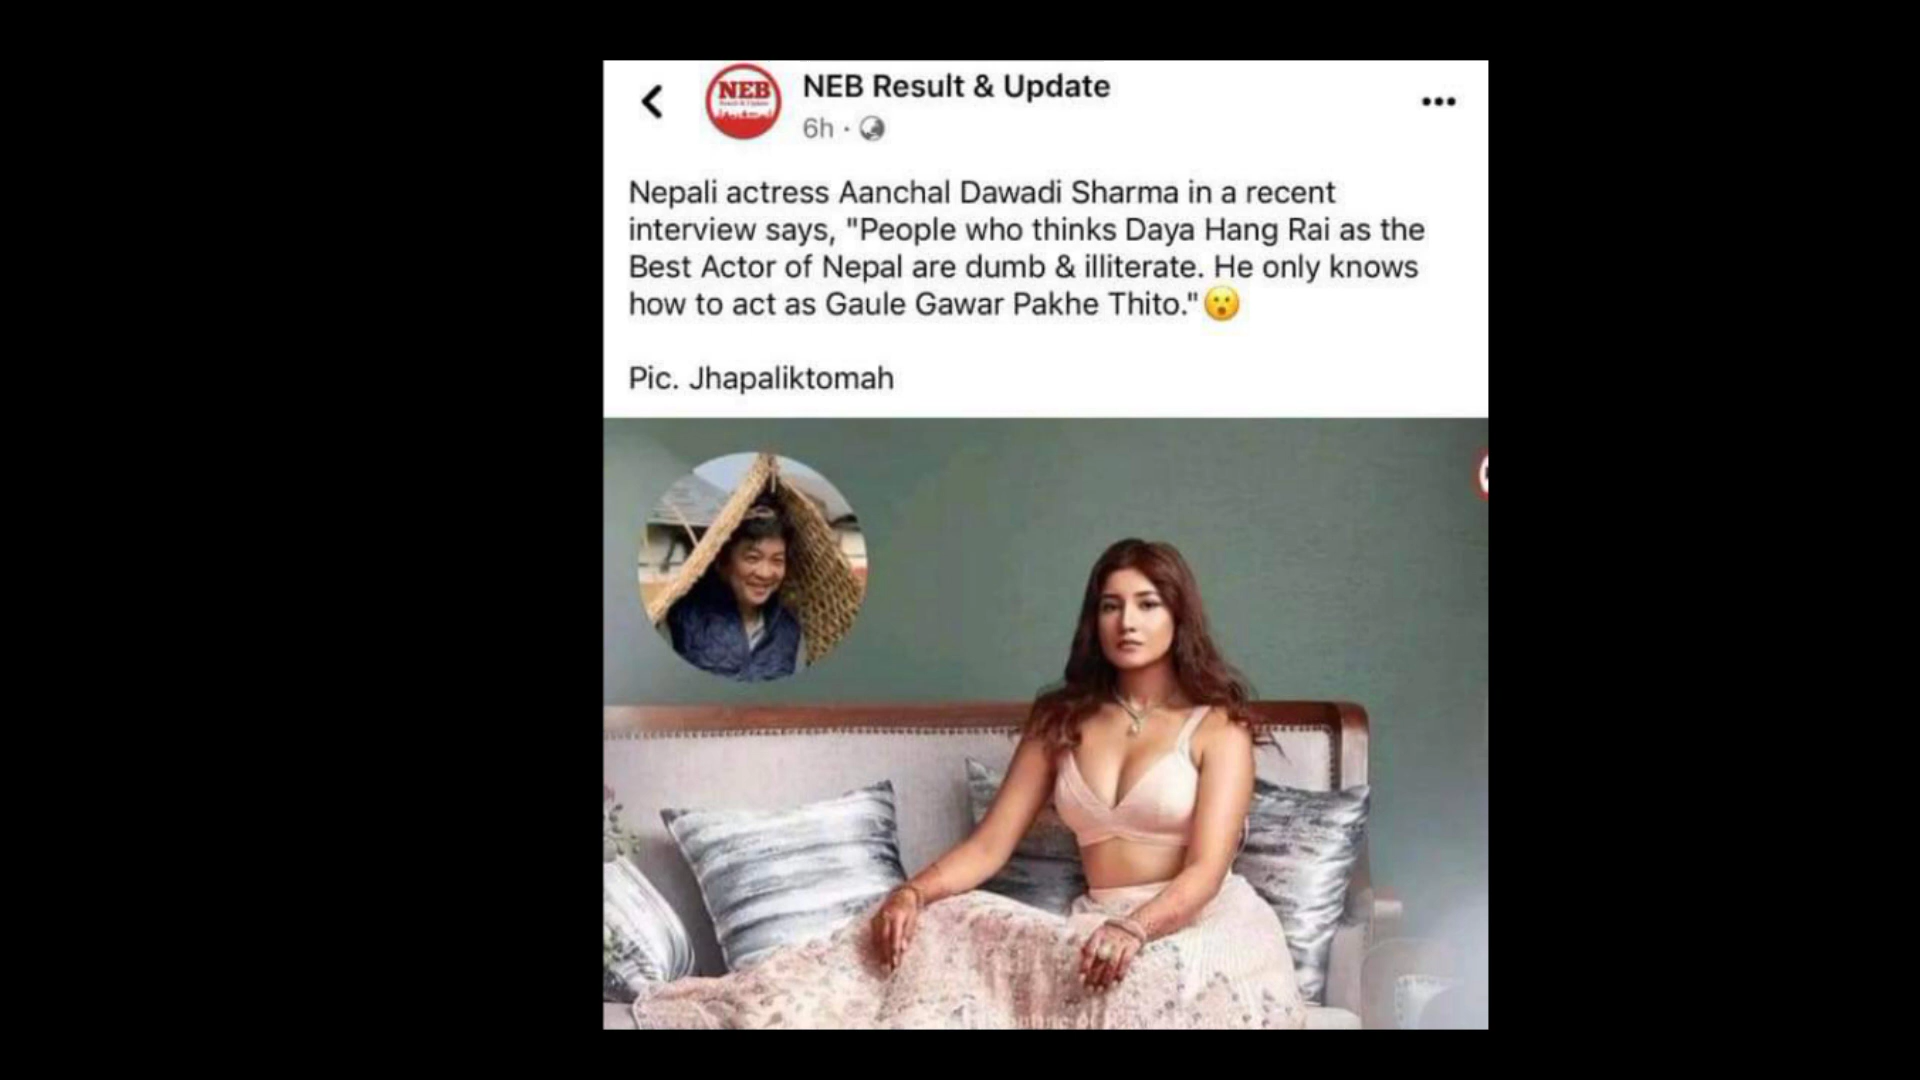 NEB Result & Update
NEB
6h ·
Nepali actress Aanchal Dawadi Sharma in a recent
interview says, "People who thinks Daya Hang Rai as the
Best Actor of Nepal are dumb & illiterate. He only knows
how to act as Gaule Gawar Pakhe Thito."😮
Pic. Jhapaliktomah